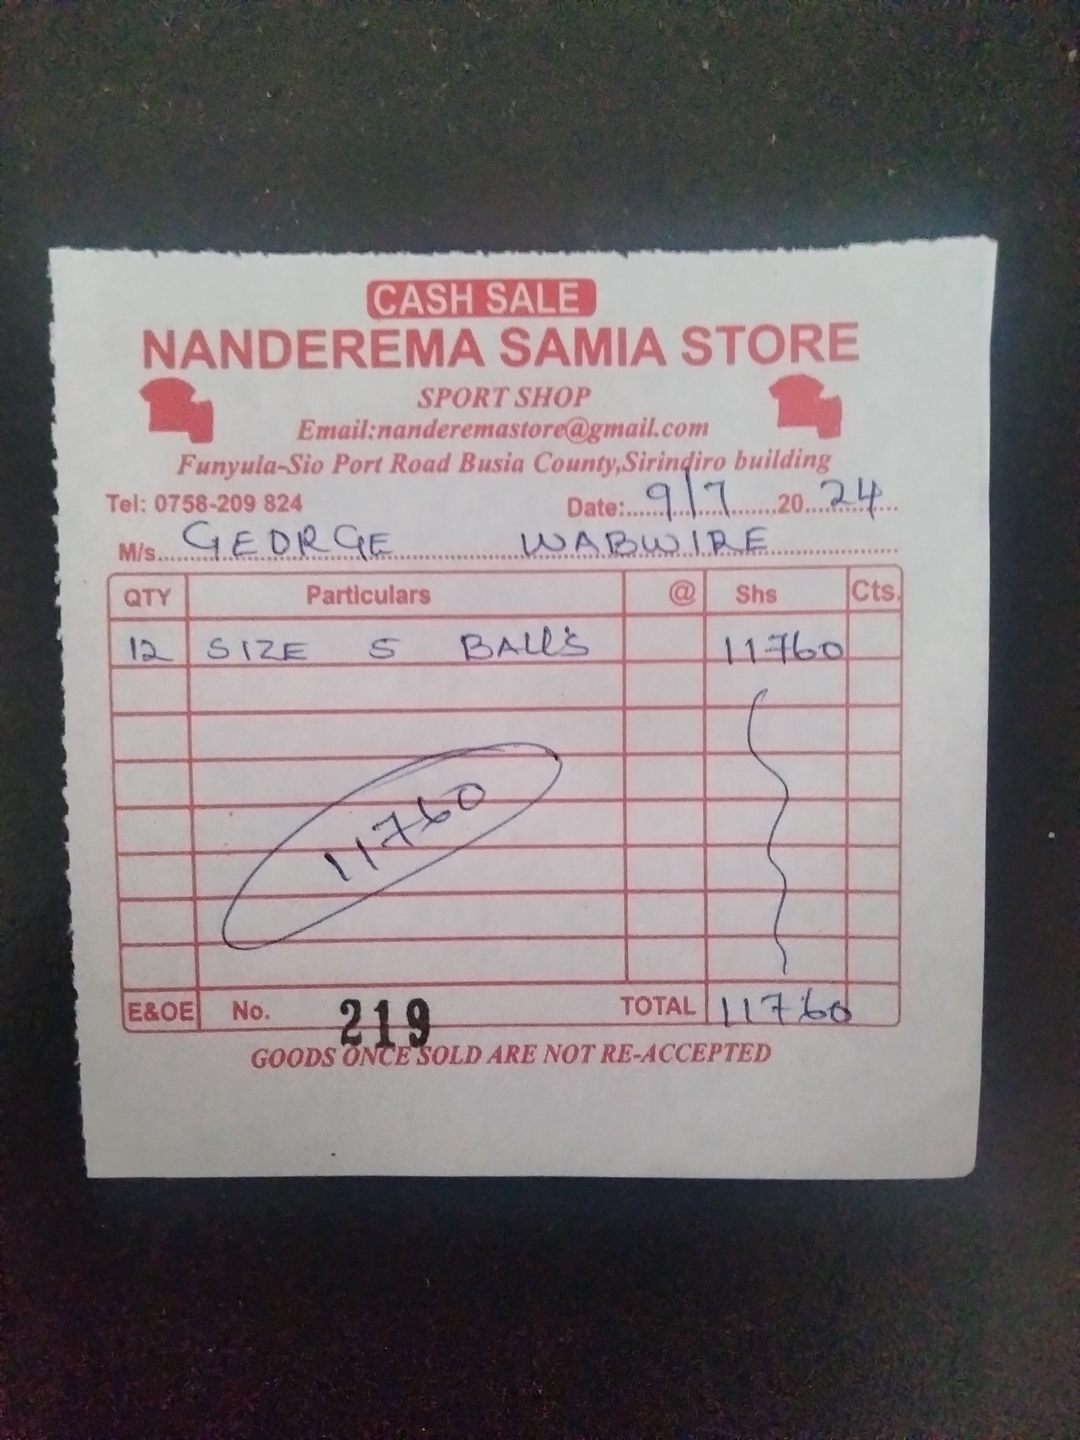 CASH SALE
NANDEREMA SAMIA STORE
SPORT SHOP
Email:nanderemastore@gmail.com
Funyula-Sio Port Road Busia County,Sirindiro building
Tel: 0758-209 824 Date:..9/7..20..24
M/s..GEORGE WABWIRE
QTY Particulars @ Shs Cts.
12 SIZE 5 BALLS 11760
11760
E&OE No. 219 TOTAL 11760
GOODS ONCE SOLD ARE NOT RE-ACCEPTED